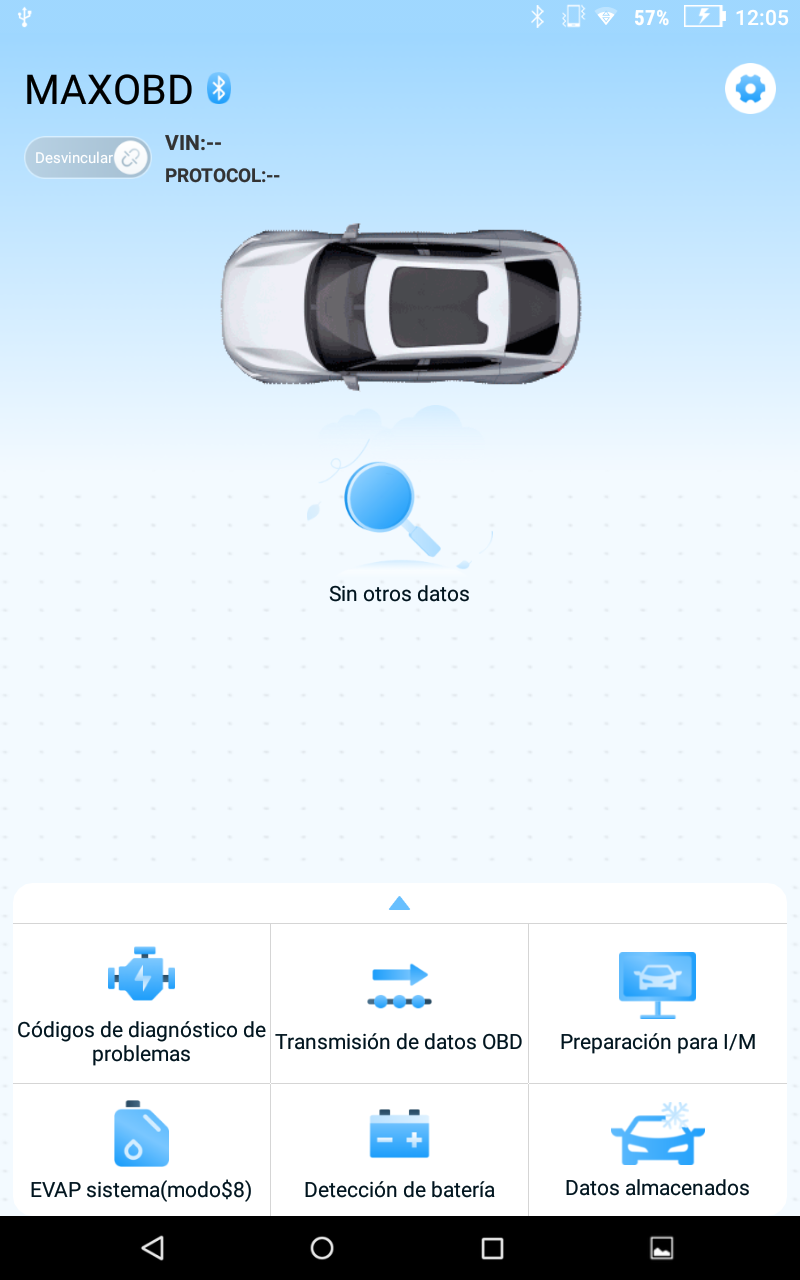 57% 12:05
MAXOBD
Desvincular
VIN:--
PROTOCOL:--
Sin otros datos
Códigos de diagnóstico de
problemas
Transmisión de datos OBD
Preparación para I/M
EVAP sistema(modo$8)
Detección de batería
Datos almacenados